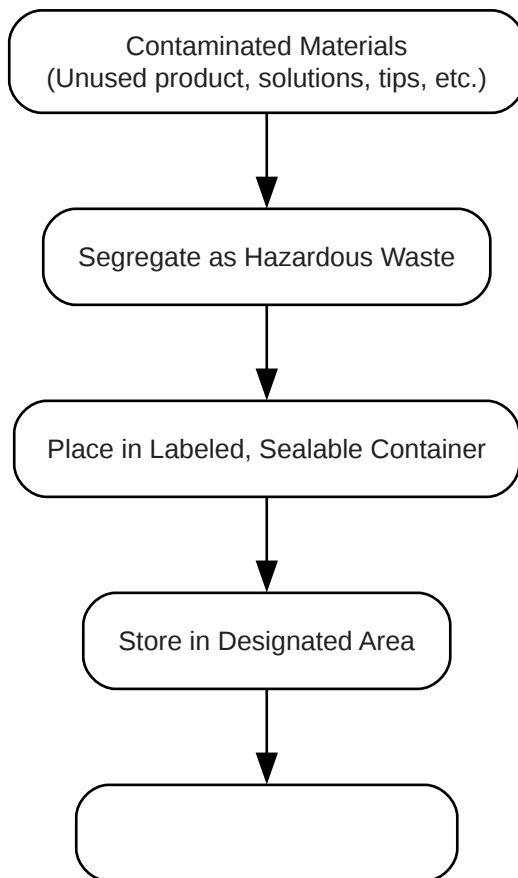 Contaminated Materials
(Unused product, solutions, tips, etc.)
Segregate as Hazardous Waste
Place in Labeled, Sealable Container
Store in Designated Area